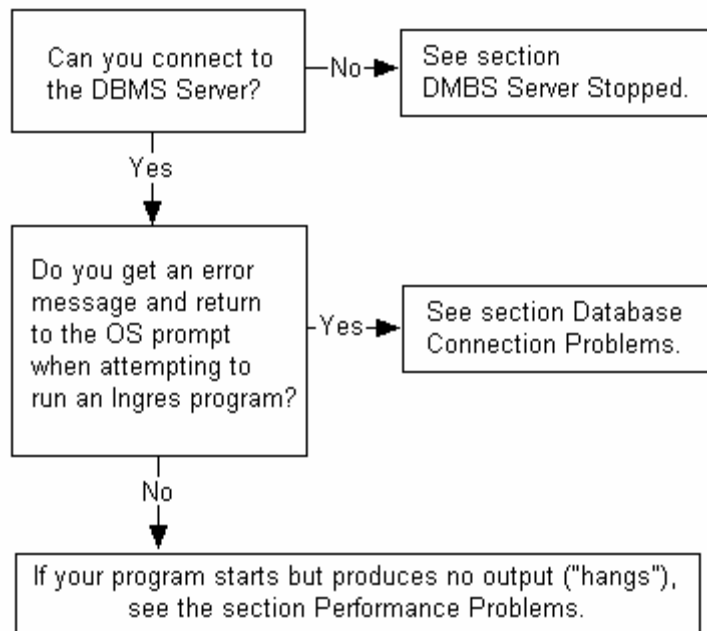 Can you connect to
the DBMS Server?
No
See section
DMBS Server Stopped.
Yes
Do you get an error
message and return
to the OS prompt
when attempting to
run an Ingres program?
Yes
See section Database
Connection Problems.
No
If your program starts but produces no output ("hangs"),
see the section Performance Problems.